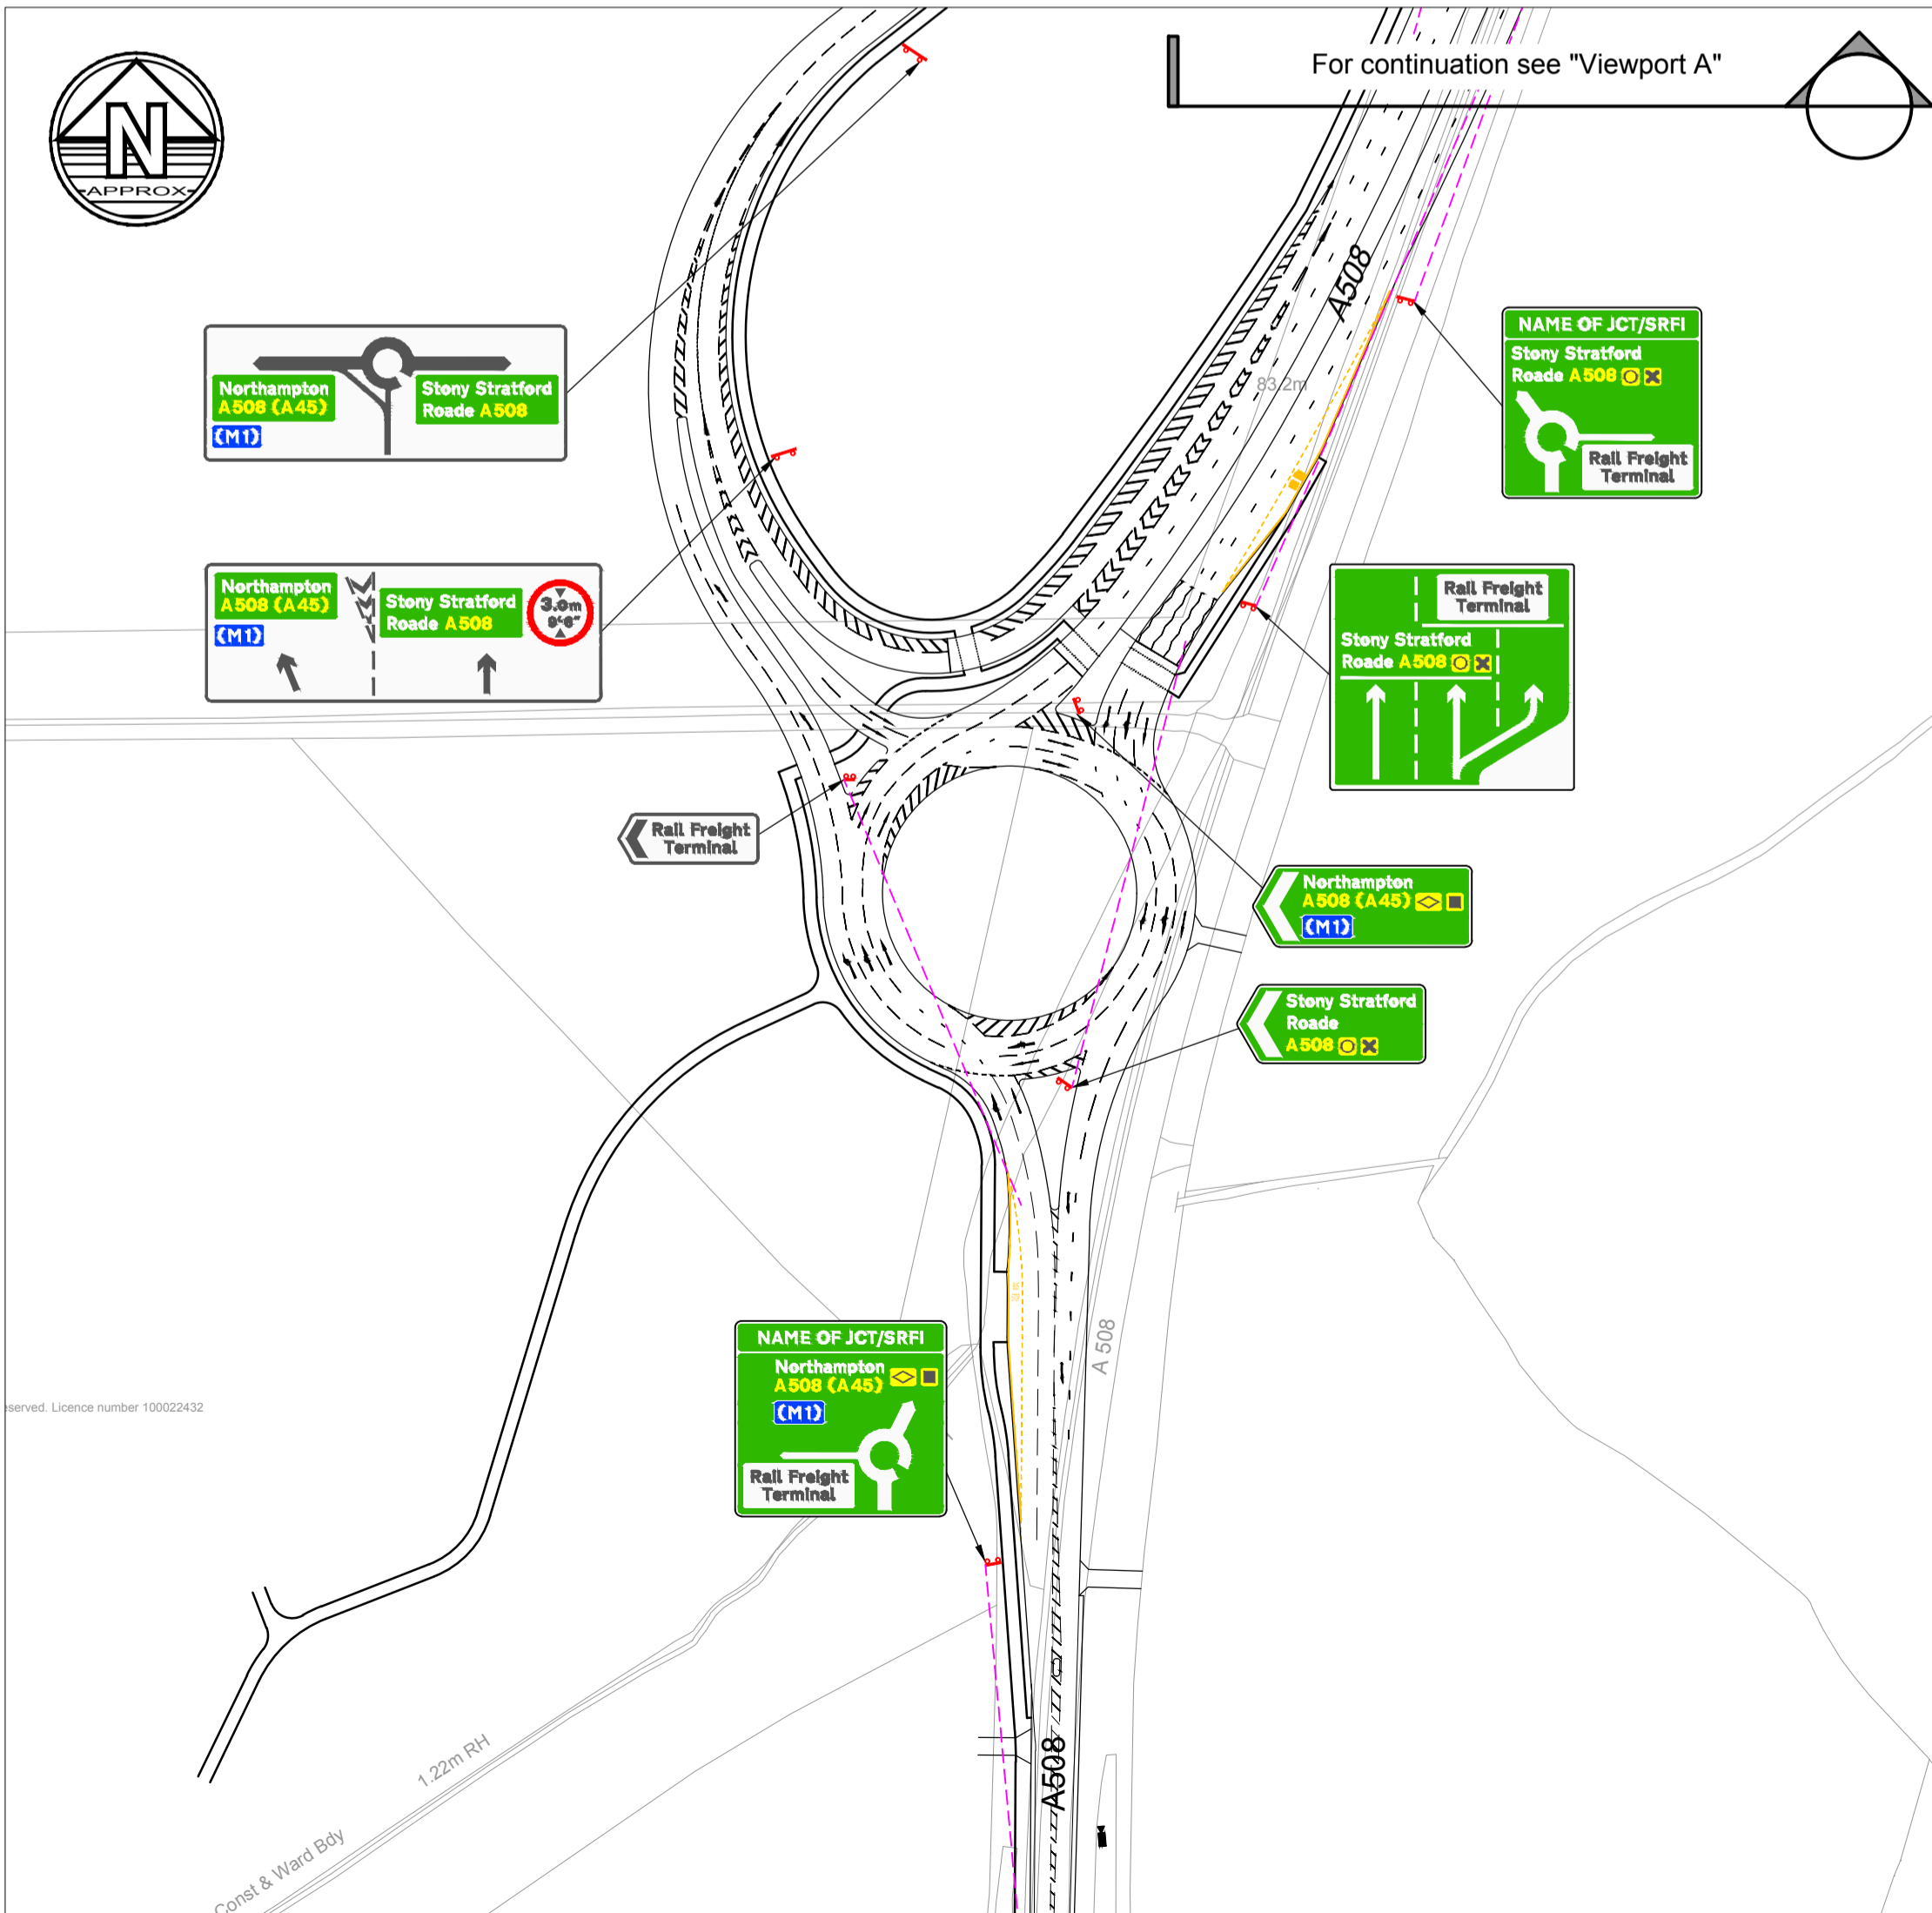 For continuation see "Viewport A"
N
APPROX
A508
83.2m
NAME OF JCT/SRFI
Stony Stratford
Roade A508
Rail Freight
Terminal
Northampton
A508 (A45)
(M1)
Stony Stratford
Roade A508
Northampton
A508 (A45)
(M1)
Stony Stratford
Roade A508
3.0m
9'6"
Rail Freight
Terminal
Stony Stratford
Roade A508
Rail Freight
Terminal
Northampton
A508 (A45)
(M1)
Stony Stratford
Roade
A508
NAME OF JCT/SRFI
Northampton
A508 (A45)
(M1)
Rail Freight
Terminal
A 508
served. Licence number 100022432
A508
1.22m RH
Const & Ward Bdy